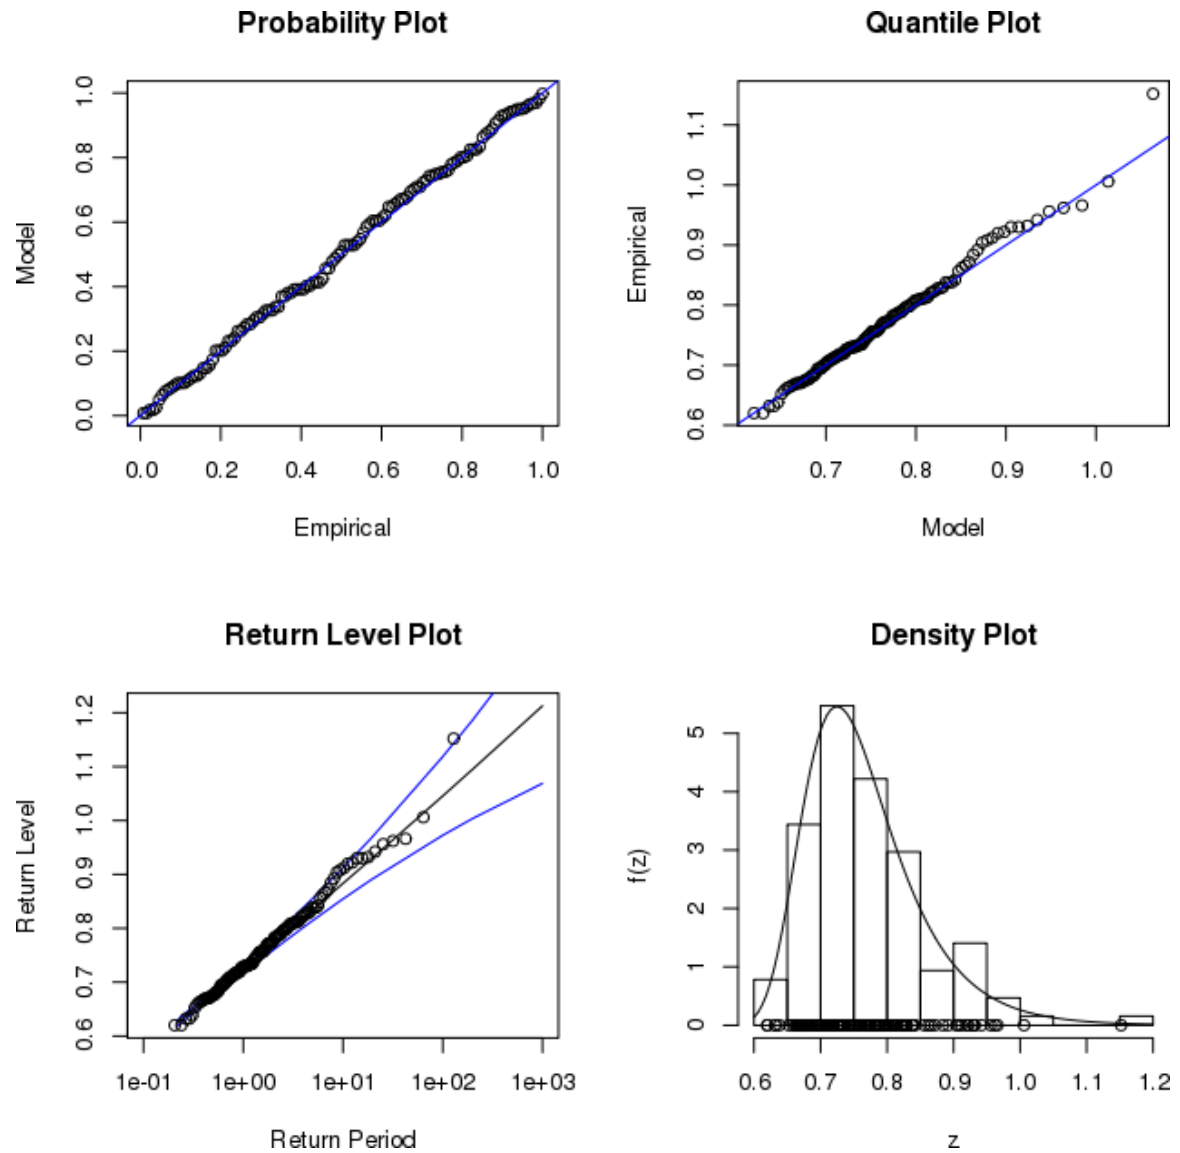 Probability Plot
Model
0.0 0.2 0.4 0.6 0.8 1.0
0.0 0.2 0.4 0.6 0.8 1.0
Empirical
Quantile Plot
Empirical
0.6 0.7 0.8 0.9 1.0 1.1
0.7 0.8 0.9 1.0
Model
Return Level Plot
Return Level
0.6 0.7 0.8 0.9 1.0 1.1 1.2
1e-01 1e+00 1e+01 1e+02 1e+03
Return Period
Density Plot
f(z)
0 1 2 3 4 5
0.6 0.7 0.8 0.9 1.0 1.1 1.2
z